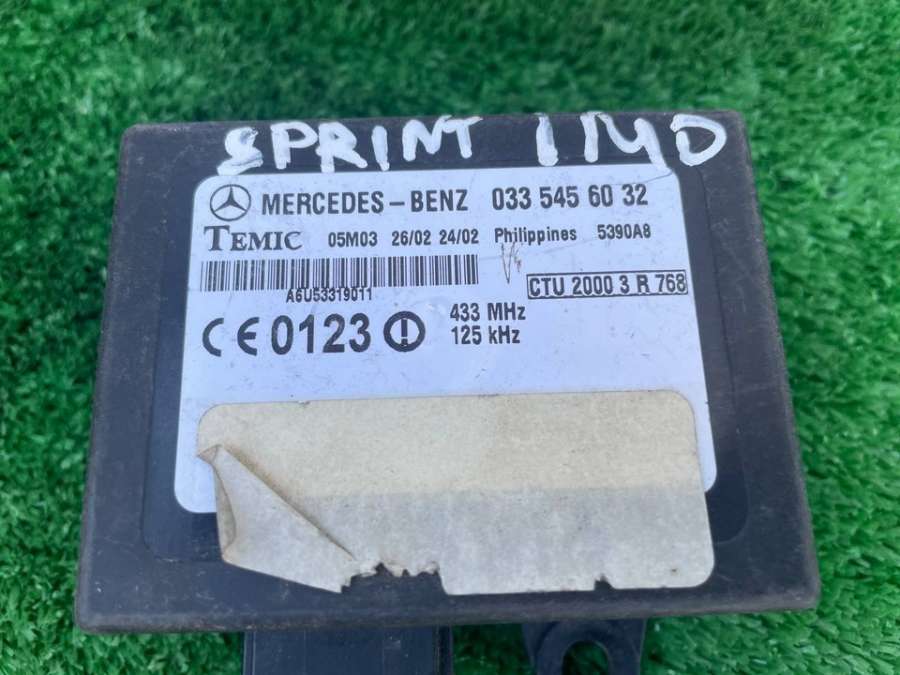 SPRINT IMO
MERCEDES-BENZ 033 545 60 32
TEMIC 05M03 26/02 24/02 Philippines 5390A8
A6U53319011
CTU 2000 3 R 768
CE 0123
433 MHz
125 kHz